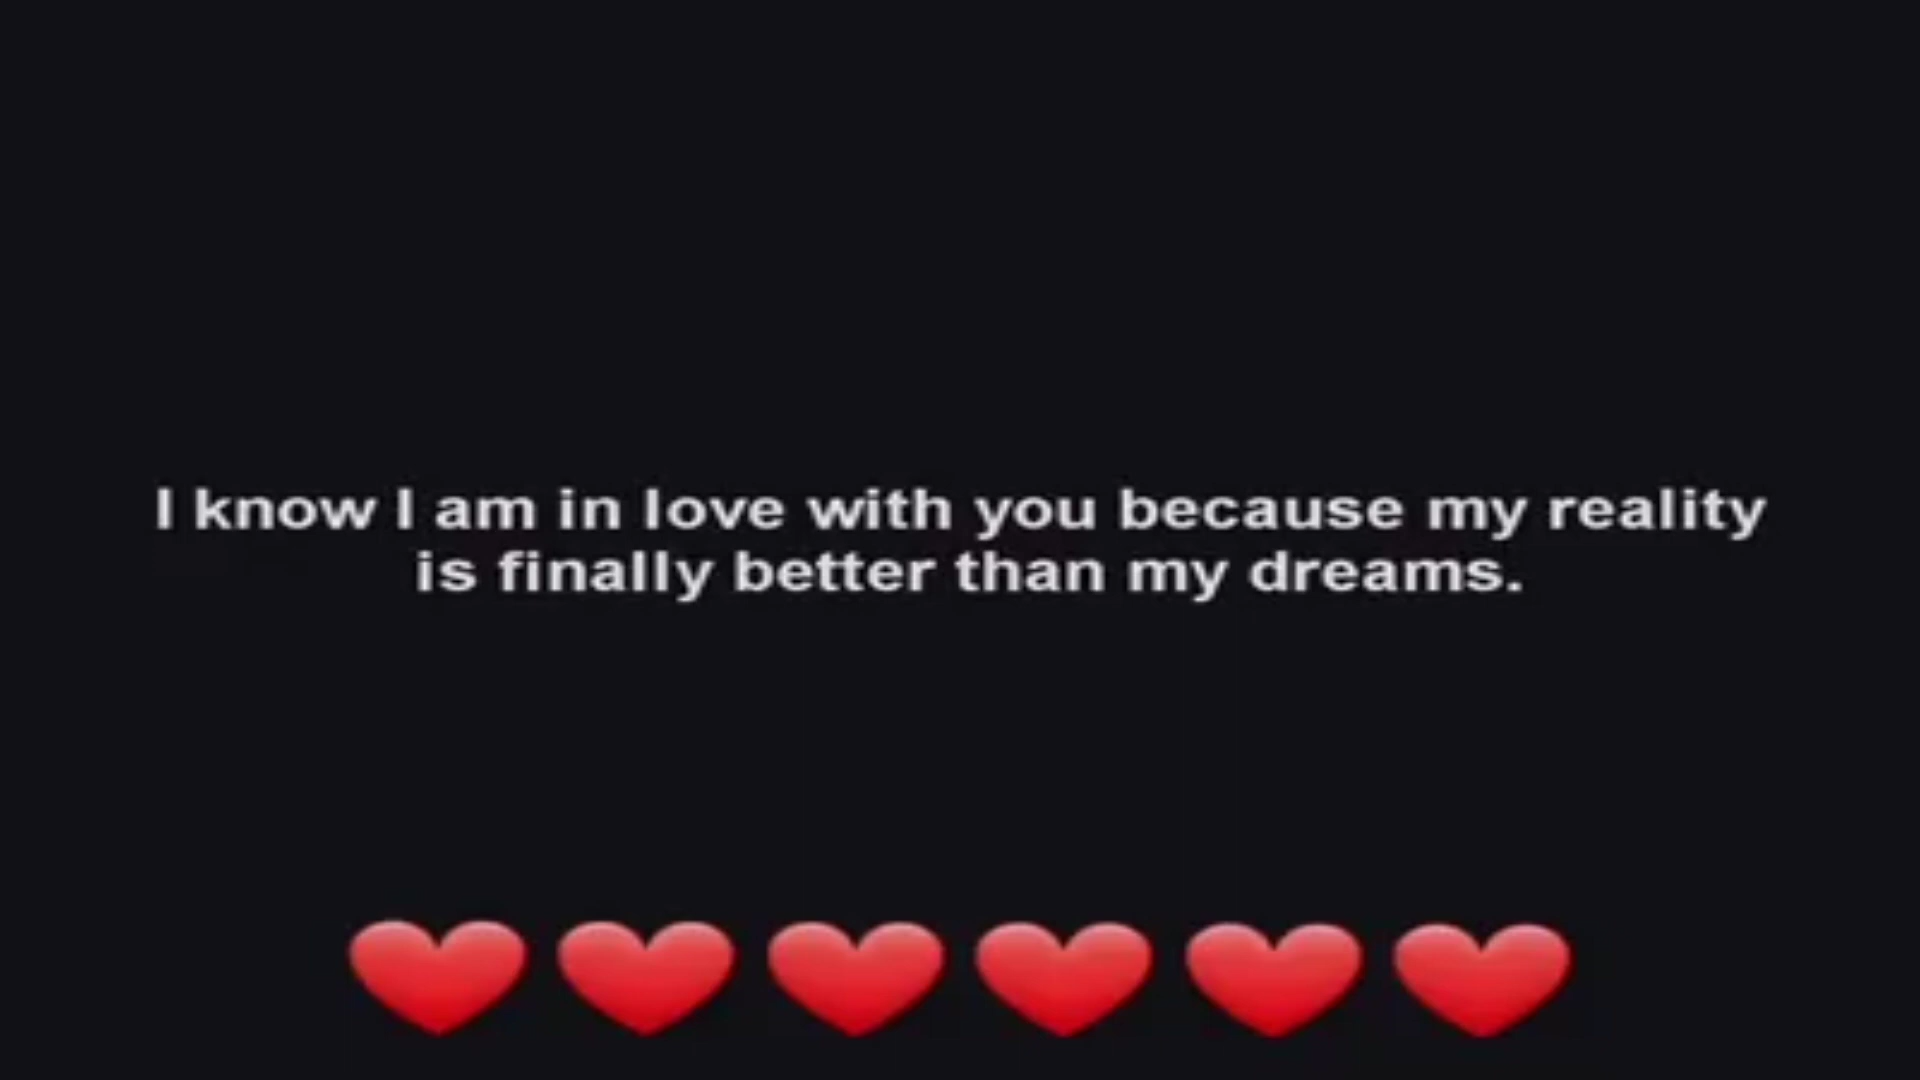 I know I am in love with you because my reality
is finally better than my dreams.